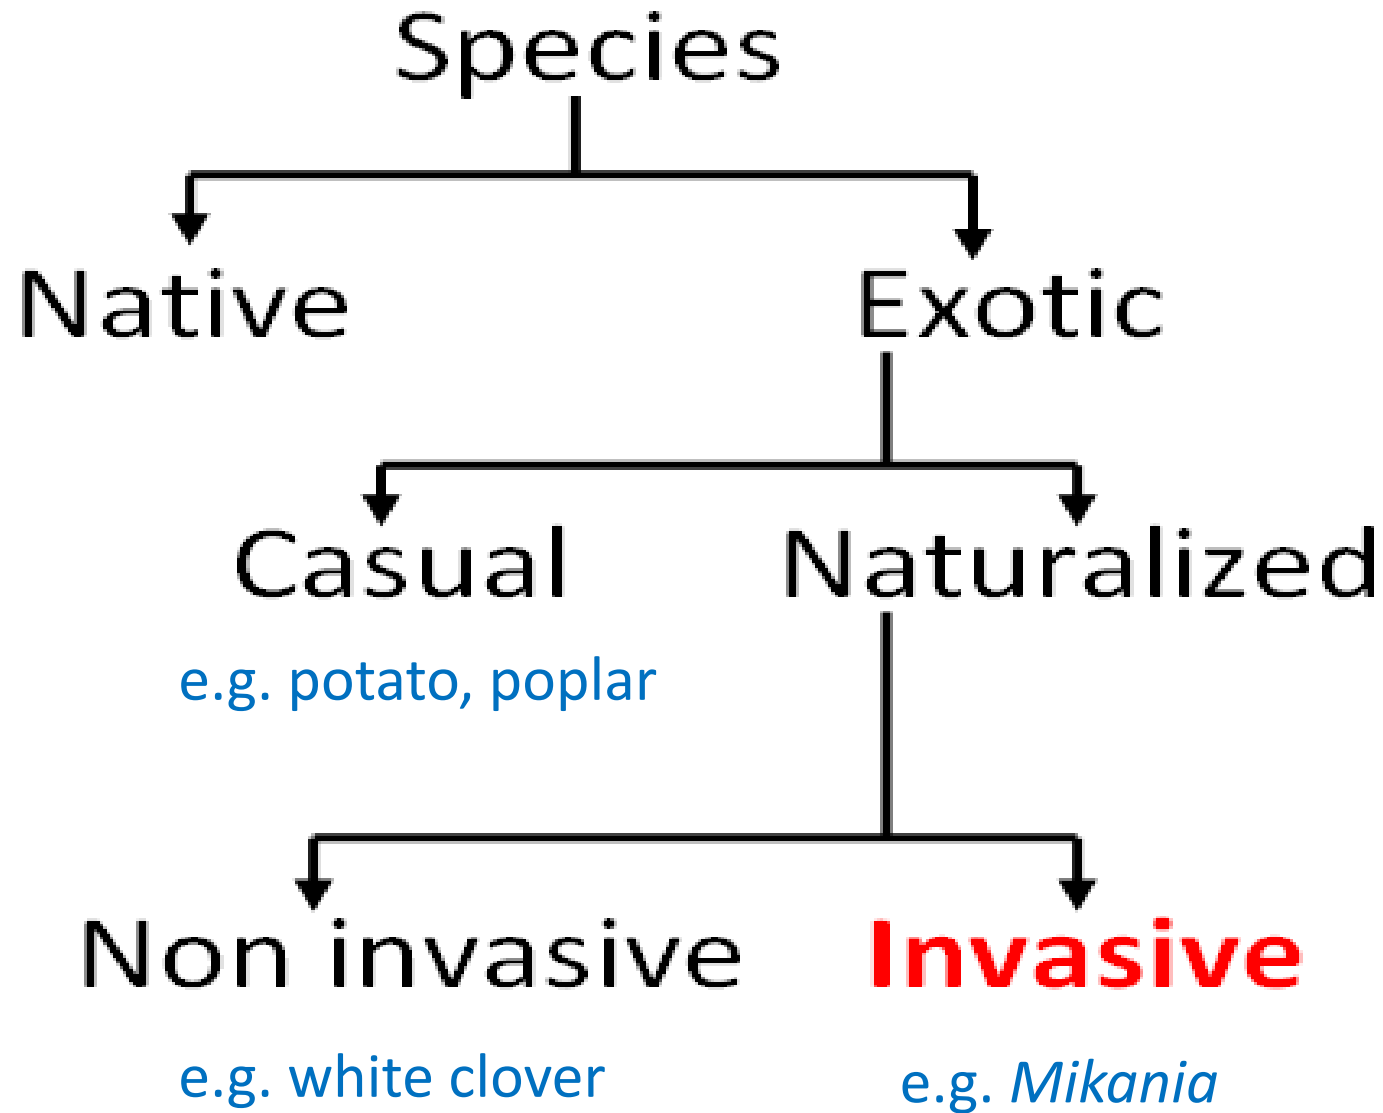 Species
Native
Exotic
Casual
Naturalized
e.g. potato, poplar
Non invasive
Invasive
e.g. white clover
e.g. Mikania